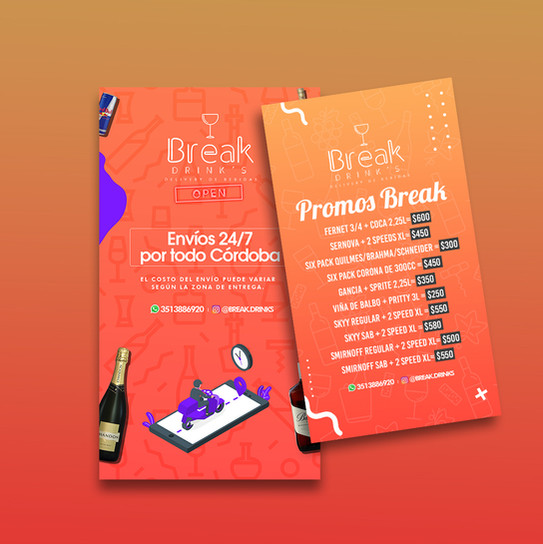 Break
DRINK'S
DELIVERY DE BEBIDAS
OPEN
Envíos 24/7
por todo Córdoba
EL COSTO DEL ENVÍO PUEDE VARIAR
SEGÚN LA ZONA DE ENTREGA.
3513886920 @BREAK.DRINKS
CHANDON
Break
DRINK'S
DELIVERY DE BEBIDAS
Promos Break
FERNET 3/4 + COCA 2,25L= $600
SERNOVA + 2 SPEEDS XL= $450
SIX PACK QUILMES/BRAHMA/SCHNEIDER = $300
SIX PACK CORONA DE 300CC = $450
GANCIA + SPRITE 2,25L= $350
VIÑA DE BALBO + PRITTY 3L= $250
SKYY REGULAR + 2 SPEED XL = $550
SKYY SAB + 2 SPEED XL = $580
SMIRNOFF REGULAR + 2 SPEED XL= $500
SMIRNOFF SAB + 2 SPEED XL= $550
3513886920 @BREAK.DRINKS